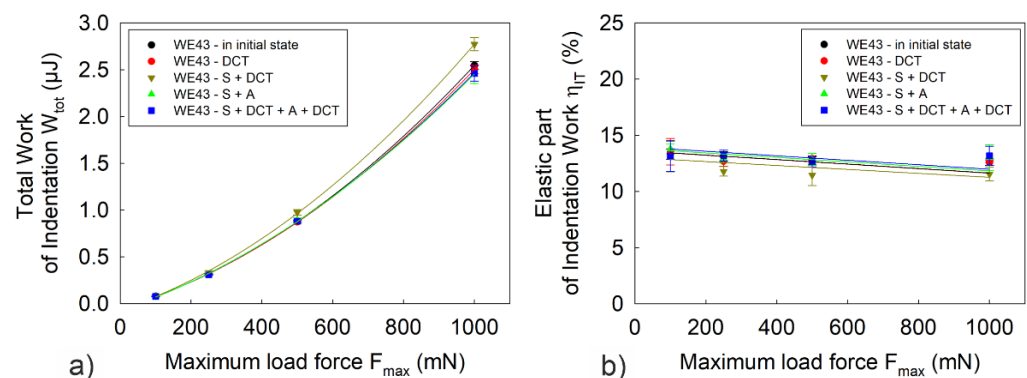 Total Work
of Indentation Wtot (µJ)
3.0
2.5
2.0
1.5
1.0
0.5
0.0
WE43 - in initial state
WE43 - DCT
WE43 - S + DCT
WE43 - S + A
WE43 - S + DCT + A + DCT
0 200 400 600 800 1000
a) Maximum load force Fmax (mN)
Elastic part
of Indentation Work ηIT (%)
25
20
15
10
5
0
WE43 - in initial state
WE43 - DCT
WE43 - S + DCT
WE43 - S + A
WE43 - S + DCT + A + DCT
0 200 400 600 800 1000
b) Maximum load force Fmax (mN)